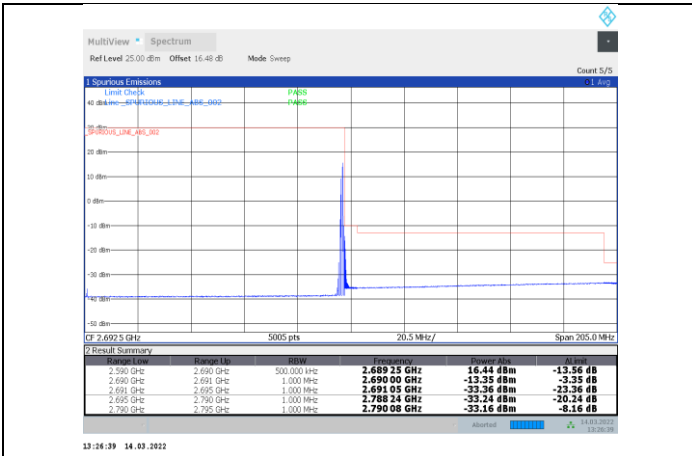 MultiView Spectrum
Ref Level 25.00 dBm Offset 16.48 dB Mode Sweep
Count 5/5
1 Spurious Emissions 1 Avg
Limit Check PASS
Line _SPURIOUS_LINE_ABS_002 PASS
40 dBm
30 dBm
_SPURIOUS_LINE_ABS_002
20 dBm
10 dBm
0 dBm
-10 dBm
-20 dBm
-30 dBm
-40 dBm
-50 dBm
CF 2.6925 GHz 5005 pts 20.5 MHz/ Span 205.0 MHz
2 Result Summary
Range Low Range Up RBW Frequency Power Abs ΔLimit
2.590 GHz 2.690 GHz 500.000 kHz 2.689 25 GHz 16.44 dBm -13.56 dB
2.690 GHz 2.691 GHz 1.000 MHz 2.690 00 GHz -13.35 dBm -3.35 dB
2.691 GHz 2.695 GHz 1.000 MHz 2.691 05 GHz -33.36 dBm -23.36 dB
2.695 GHz 2.790 GHz 1.000 MHz 2.788 24 GHz -33.24 dBm -20.24 dB
2.790 GHz 2.795 GHz 1.000 MHz 2.790 08 GHz -33.16 dBm -8.16 dB
Aborted 14.03.2022
13:26:39
13:26:39 14.03.2022